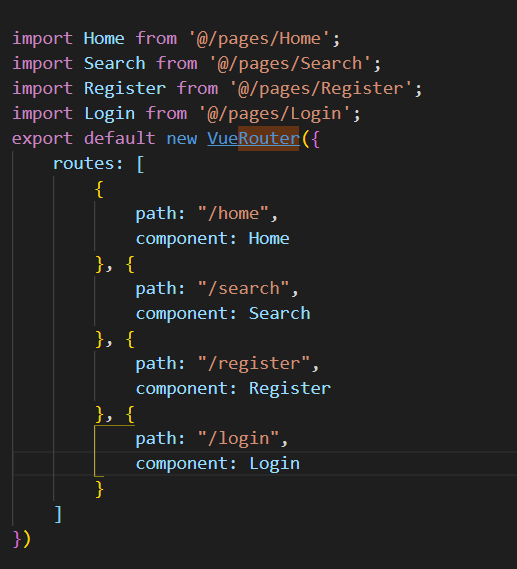 import Home from '@/pages/Home';
import Search from '@/pages/Search';
import Register from '@/pages/Register';
import Login from '@/pages/Login';
export default new VueRouter({
    routes: [
        {
            path: "/home",
            component: Home
        }, {
            path: "/search",
            component: Search
        }, {
            path: "/register",
            component: Register
        }, {
            path: "/login",
            component: Login
        }
    ]
})